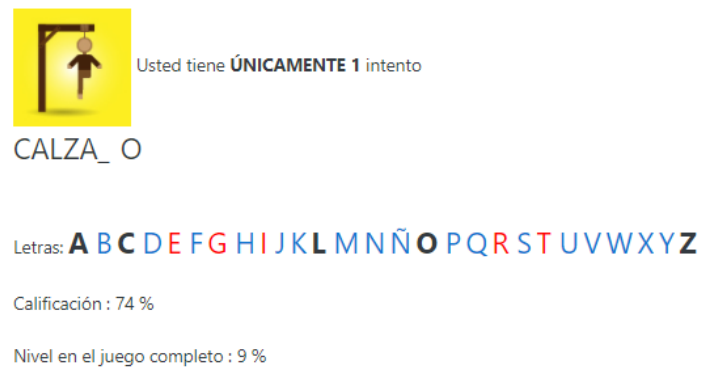 Usted tiene ÚNICAMENTE 1 intento
CALZA_ O
Letras: A B C D E F G H I J K L M N Ñ O P Q R S T U V W X Y Z
Calificación : 74 %
Nivel en el juego completo : 9 %